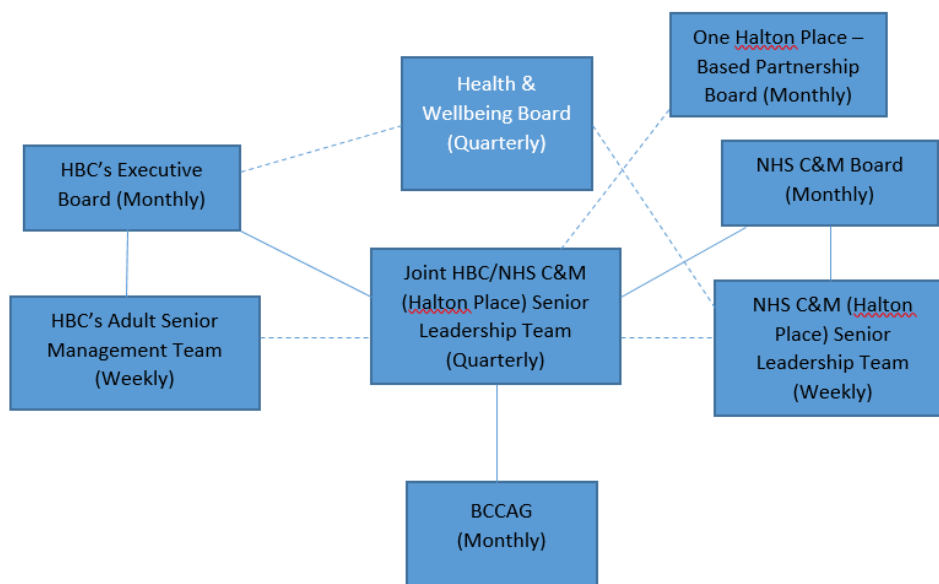 One Halton Place –
Based Partnership
Board (Monthly)
Health &
Wellbeing Board
(Quarterly)
HBC’s Executive
Board (Monthly)
NHS C&M Board
(Monthly)
Joint HBC/NHS C&M
(Halton Place) Senior
Leadership Team
(Quarterly)
HBC’s Adult Senior
Management Team
(Weekly)
NHS C&M (Halton
Place) Senior
Leadership Team
(Weekly)
BCCAG
(Monthly)